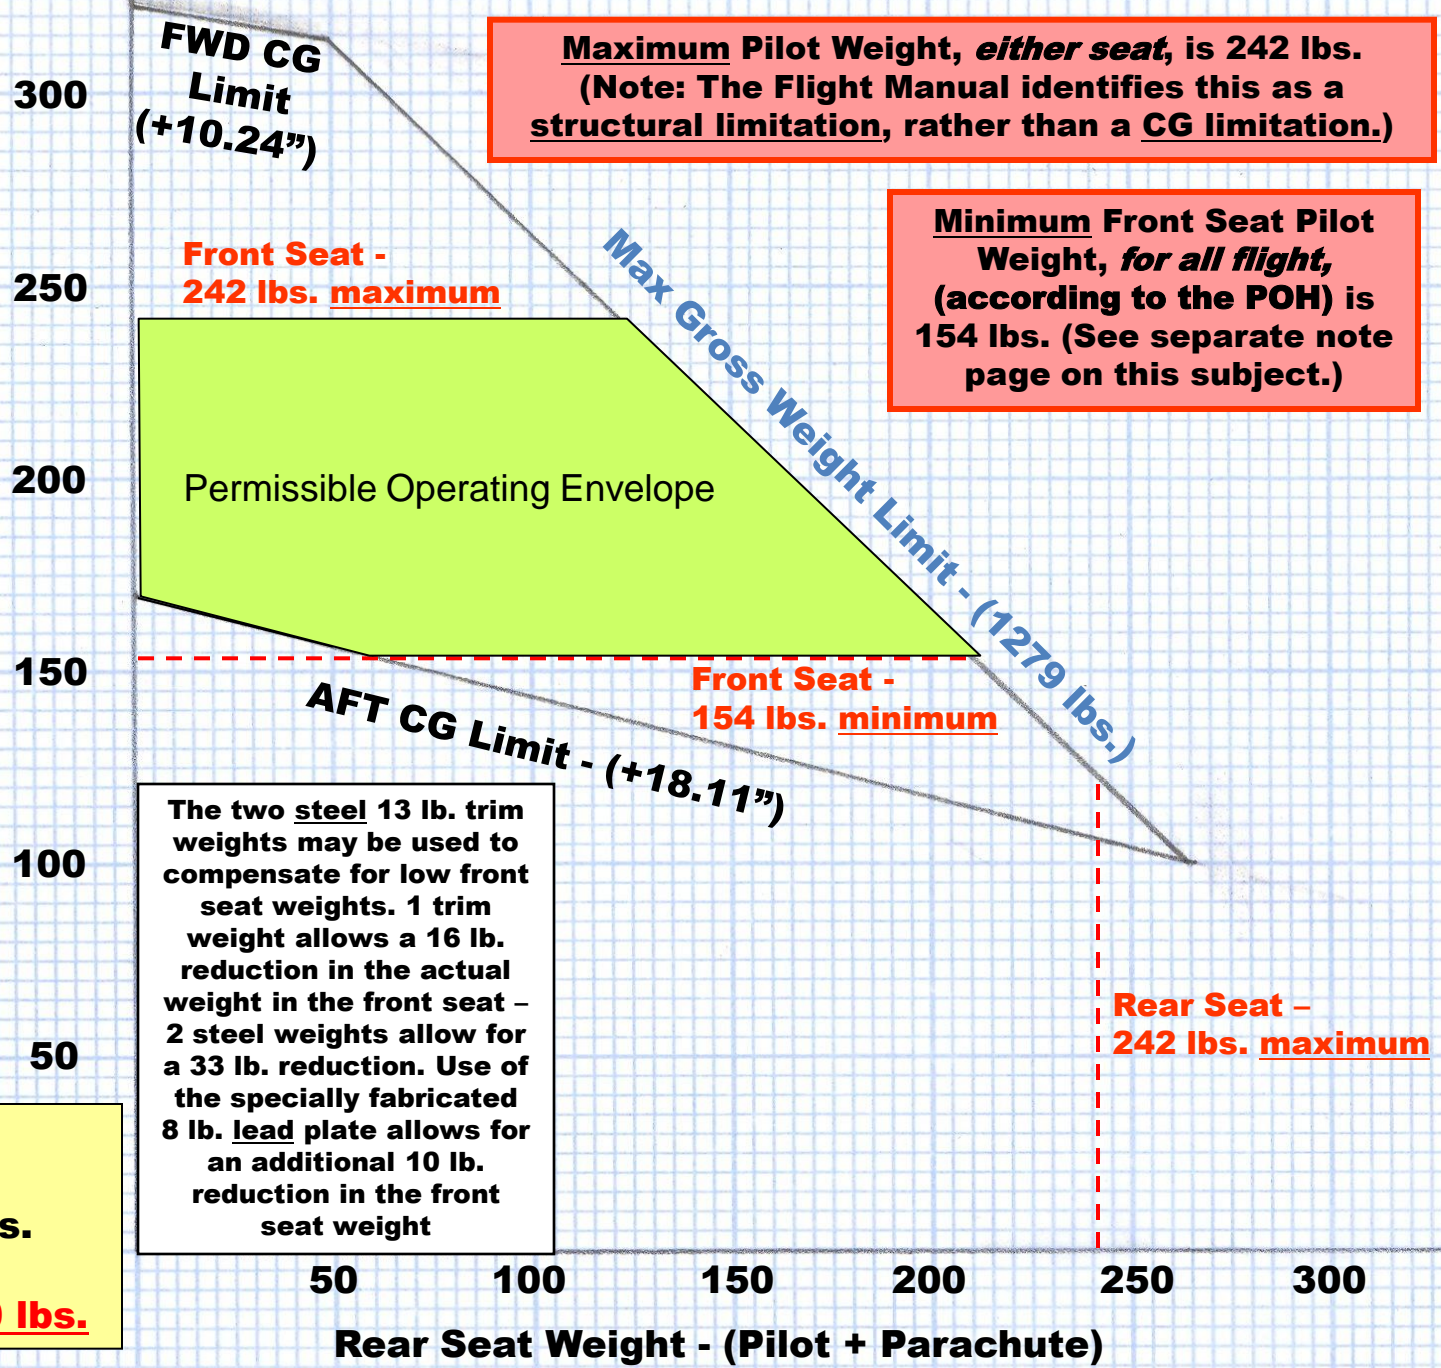 FWD CG
Limit
(+10.24”)
Maximum Pilot Weight, either seat, is 242 lbs.
(Note: The Flight Manual identifies this as a
structural limitation, rather than a CG limitation.)
Minimum Front Seat Pilot
Weight, for all flight,
(according to the POH) is
154 lbs. (See separate note
page on this subject.)
300
250
200
150
100
50
Front Seat -
242 lbs. maximum
Max Gross Weight Limit - (1279 lbs.)
Permissible Operating Envelope
Front Seat -
154 lbs. minimum
AFT CG Limit - (+18.11”)
The two steel 13 lb. trim
weights may be used to
compensate for low front
seat weights. 1 trim
weight allows a 16 lb.
reduction in the actual
weight in the front seat –
2 steel weights allow for
a 33 lb. reduction. Use of
the specially fabricated
8 lb. lead plate allows for
an additional 10 lb.
reduction in the front
seat weight
Rear Seat –
242 lbs. maximum
lbs.
50 100 150 200 250 300
Rear Seat Weight - (Pilot + Parachute)